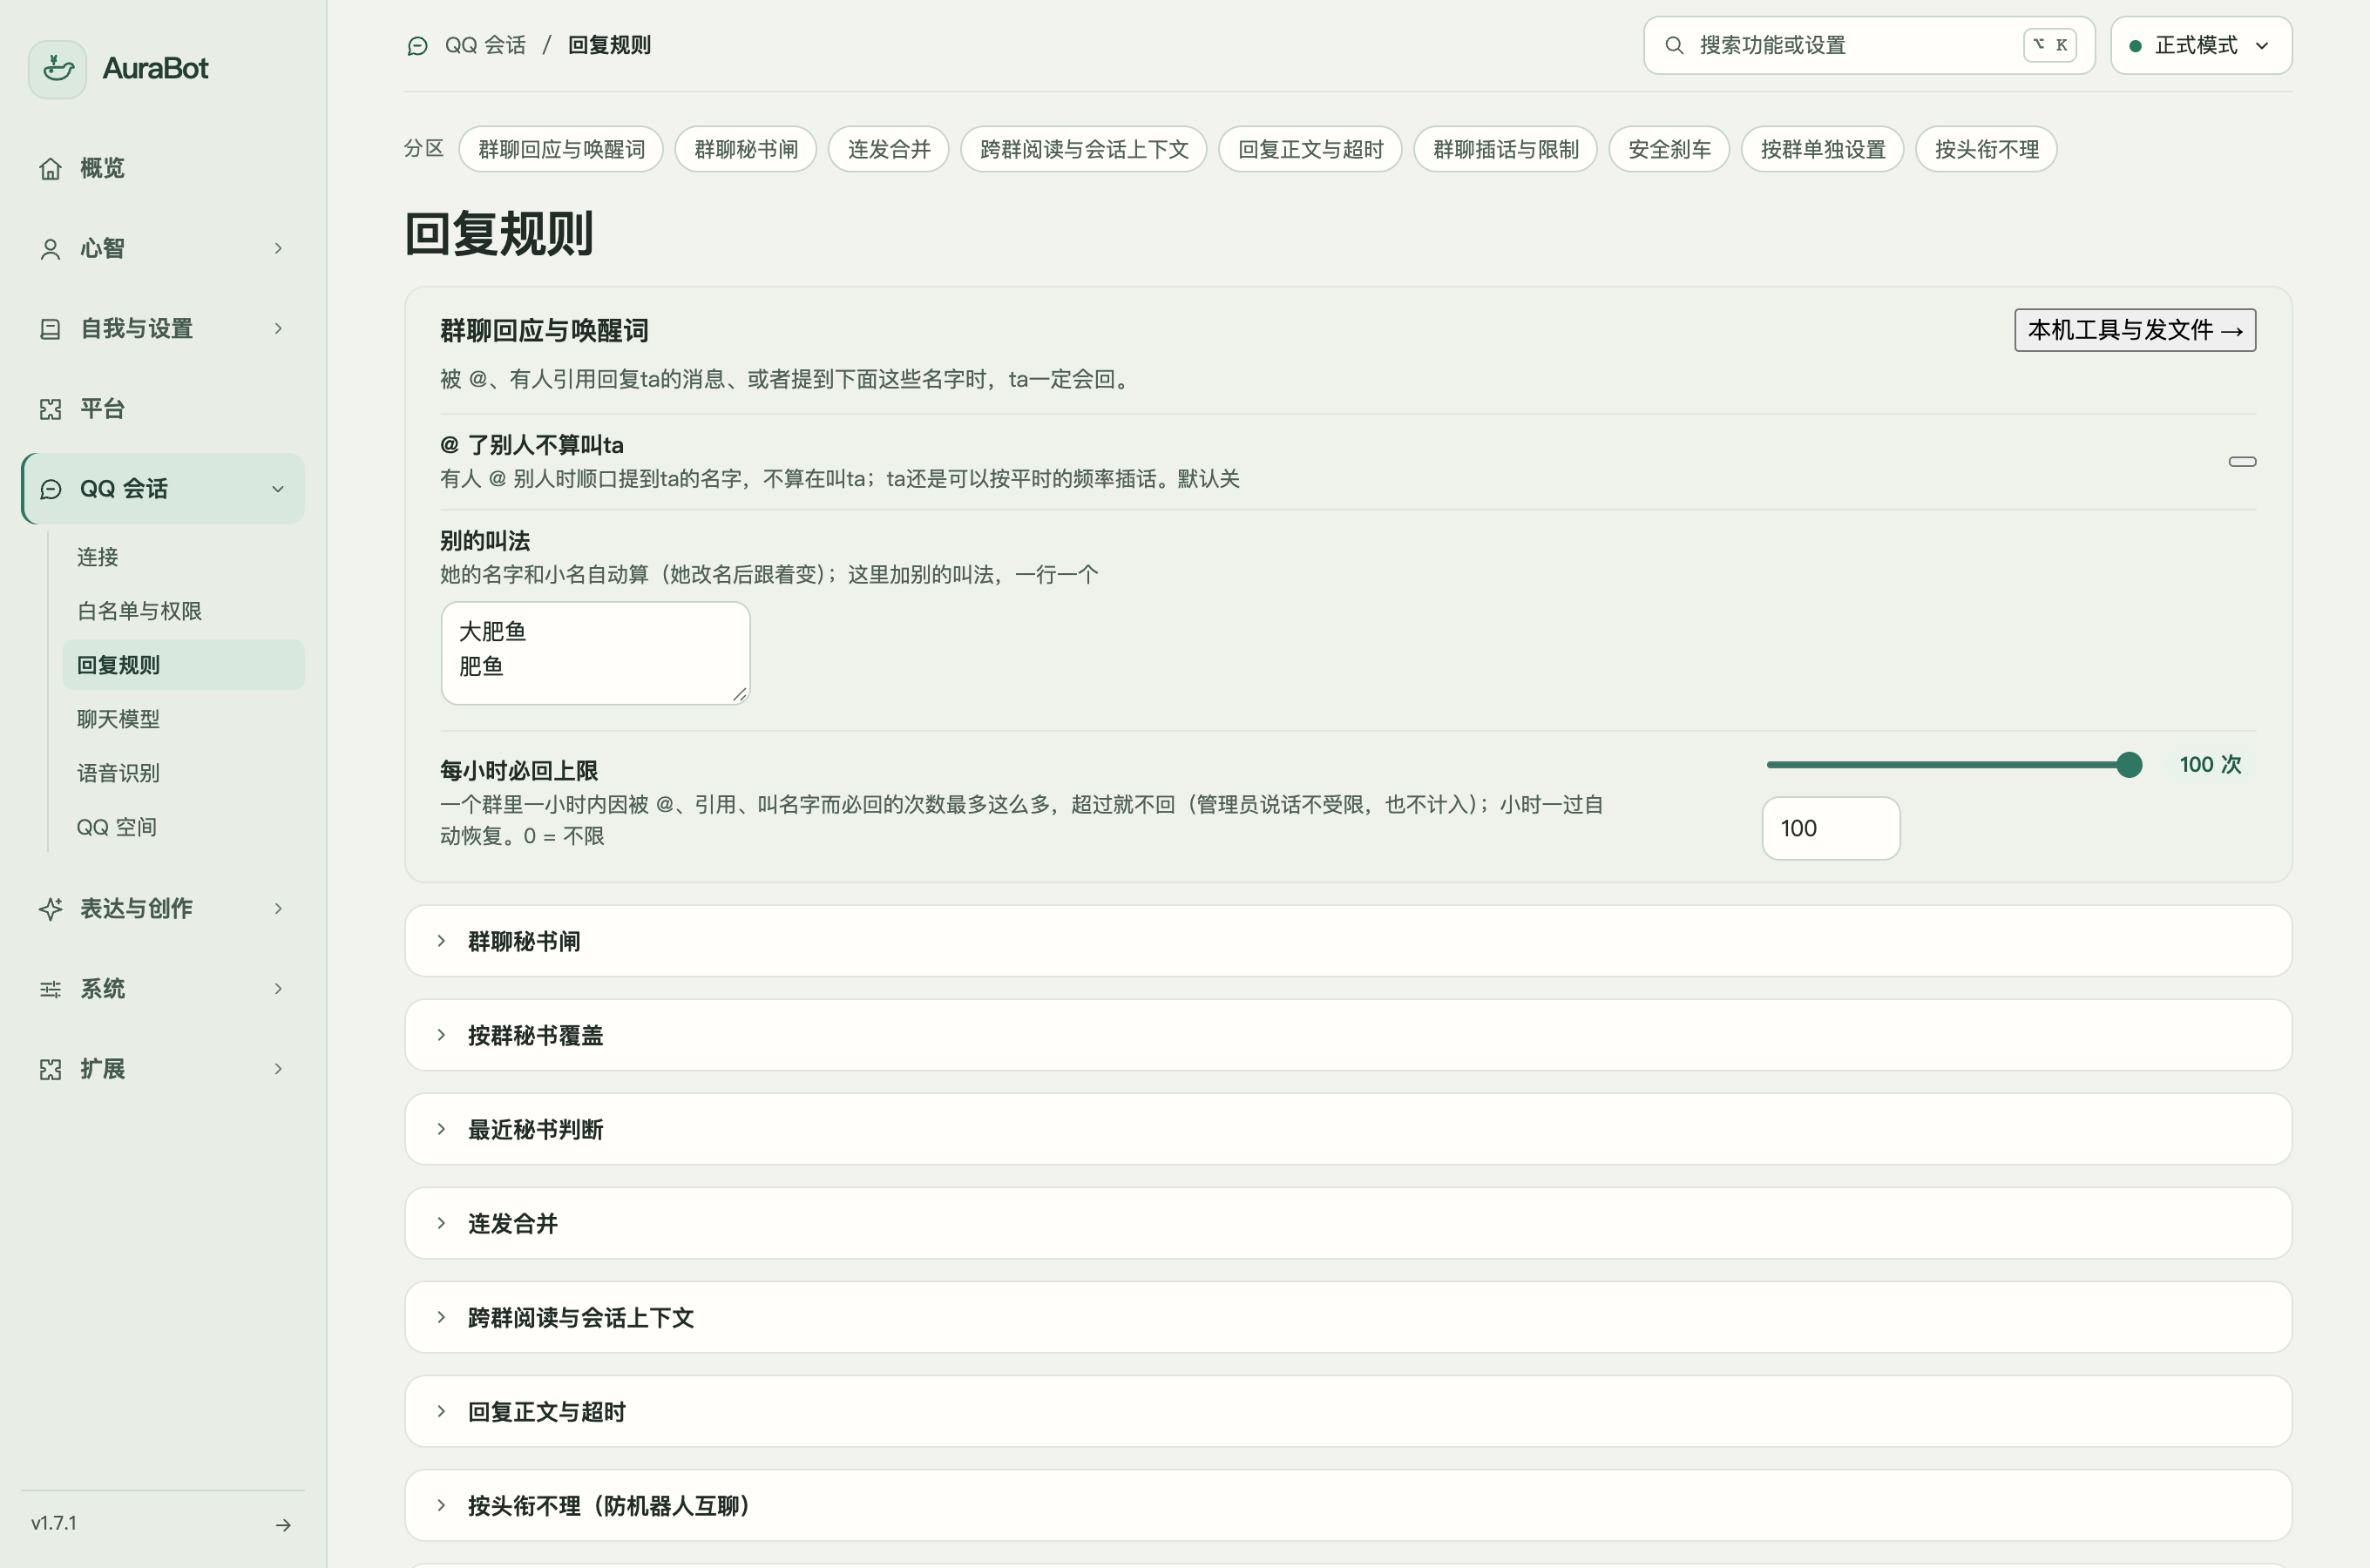 AuraBot
概览
心智
自我与设置
平台
QQ 会话
连接
白名单与权限
回复规则
聊天模型
语音识别
QQ 空间
表达与创作
系统
扩展
v1.7.1 →
QQ 会话 / 回复规则
搜索功能或设置 ⌥ K
正式模式
分区 群聊回应与唤醒词 群聊秘书闸 连发合并 跨群阅读与会话上下文 回复正文与超时 群聊插话与限制 安全刹车 按群单独设置 按头衔不理
回复规则
群聊回应与唤醒词 本机工具与发文件 →
被 @、有人引用回复ta的消息、或者提到下面这些名字时，ta一定会回。
@ 了别人不算叫ta
有人 @ 别人时顺口提到ta的名字，不算在叫ta；ta还是可以按平时的频率插话。默认关
别的叫法
她的名字和小名自动算（她改名后跟着变）；这里加别的叫法，一行一个
大肥鱼
肥鱼
每小时必回上限 100 次
一个群里一小时内因被 @、引用、叫名字而必回的次数最多这么多，超过就不回（管理员说话不受限，也不计入）；小时一过自
动恢复。0 = 不限
100
群聊秘书闸
按群秘书覆盖
最近秘书判断
连发合并
跨群阅读与会话上下文
回复正文与超时
按头衔不理（防机器人互聊）